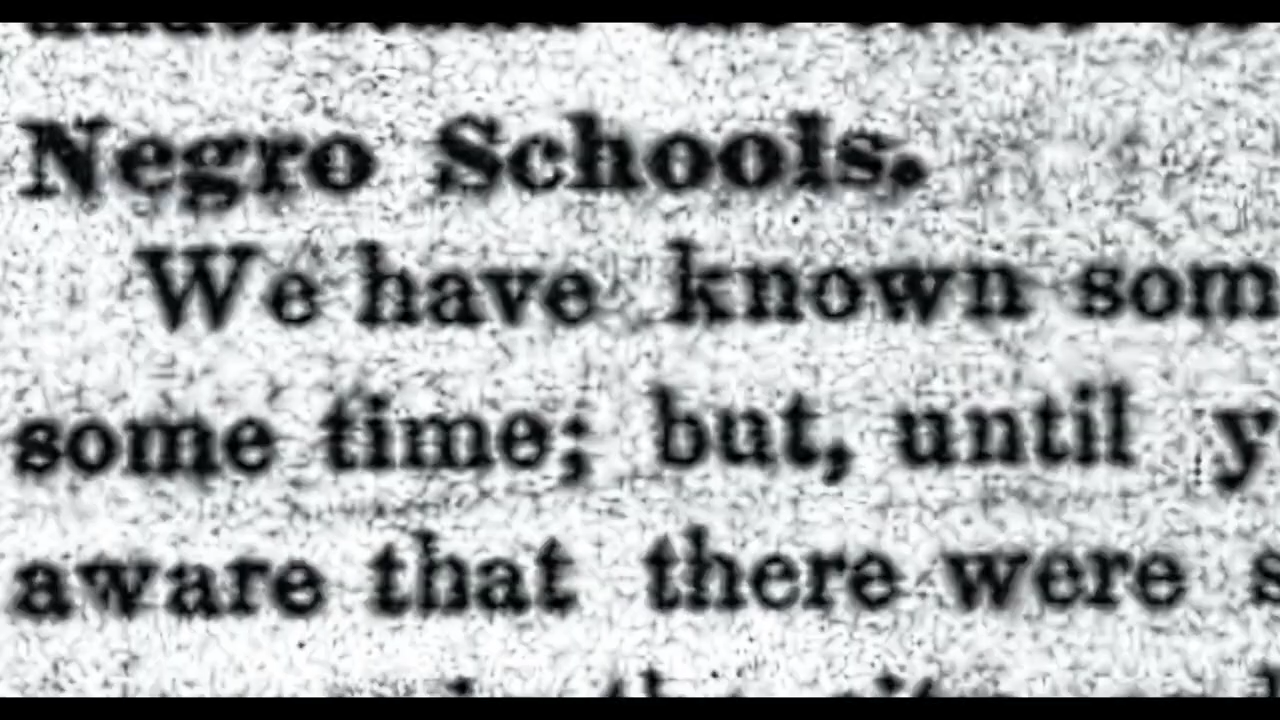 Negro Schools.
We have known som
some time; but, until y
aware that there were s